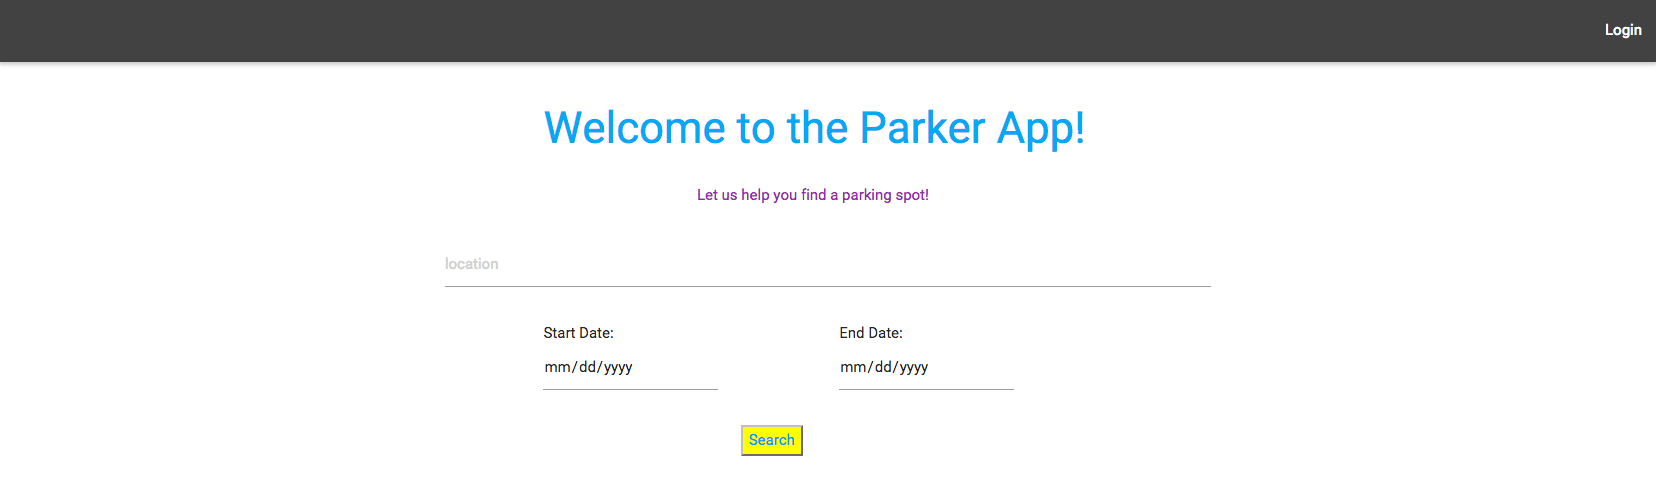 Login
Welcome to the Parker App!
Let us help you find a parking spot!
location
Start Date: End Date:
mm/dd/yyyy mm/dd/yyyy
Search